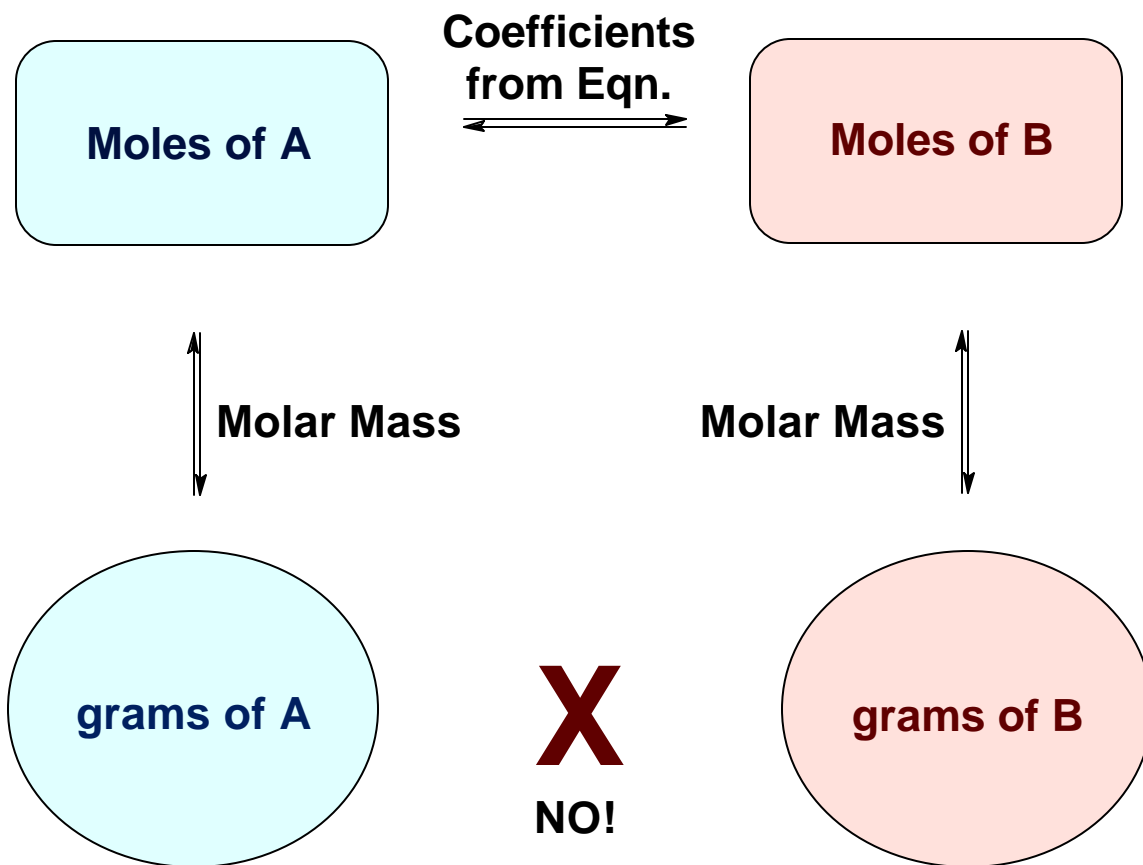 Coefficients
from Eqn.
Moles of A
Moles of B
Molar Mass
Molar Mass
grams of A
X
grams of B
NO!